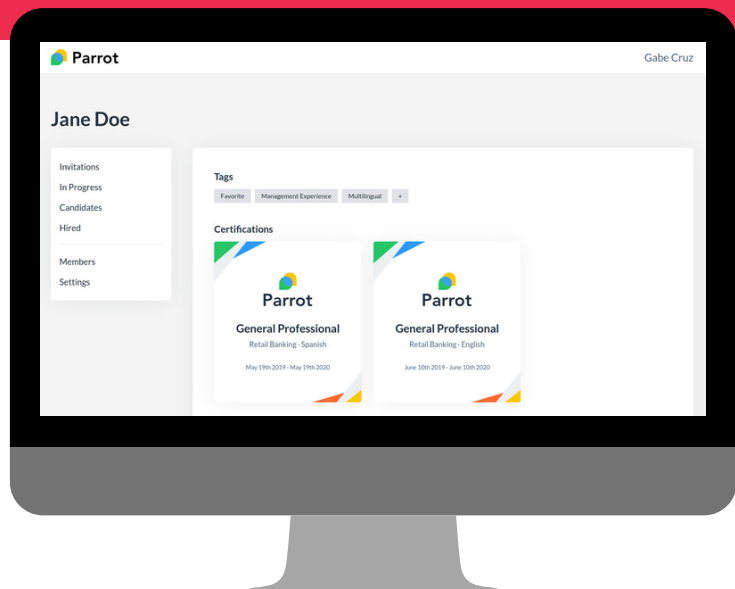 Parrot
Gabe Cruz
Jane Doe
Invitations
In Progress
Candidates
Hired
Members
Settings
Tags
Favorite
Management Experience
Multilingual
+
Certifications
Parrot
General Professional
Retail Banking - Spanish
May 19th 2019 - May 19th 2020
Parrot
General Professional
Retail Banking - English
June 10th 2019 - June 10th 2020